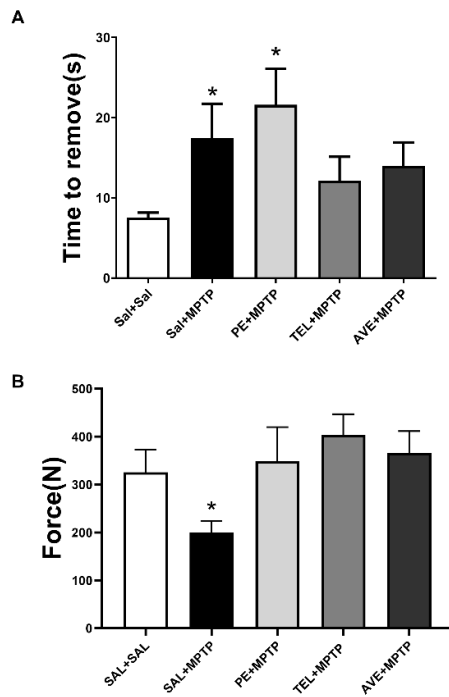 A
Time to remove(s)
30
20
10
0
*
*
Sal+Sal
Sal+MPTP
PE+MPTP
TEL+MPTP
AVE+MPTP
B
Force(N)
500
400
300
200
100
0
*
SAL+SAL
SAL+MPTP
PE+MPTP
TEL+MPTP
AVE+MPTP